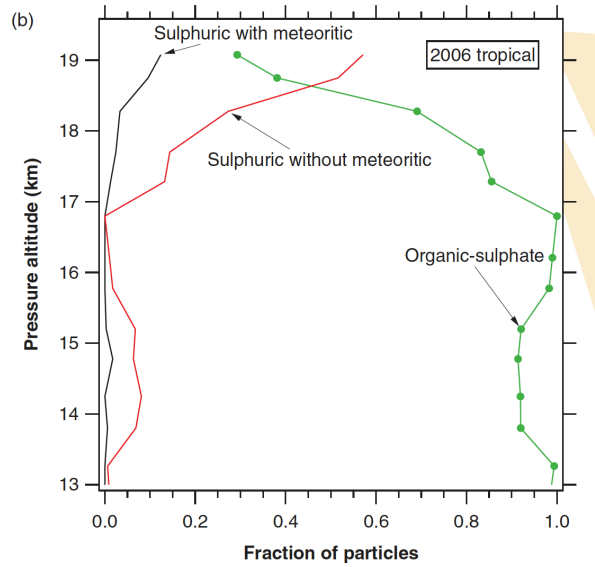 (b)
Sulphuric with meteoritic
2006 tropical
Sulphuric without meteoritic
Organic-sulphate
Pressure altitude (km)
19
18
17
16
15
14
13
0.0 0.2 0.4 0.6 0.8 1.0
Fraction of particles